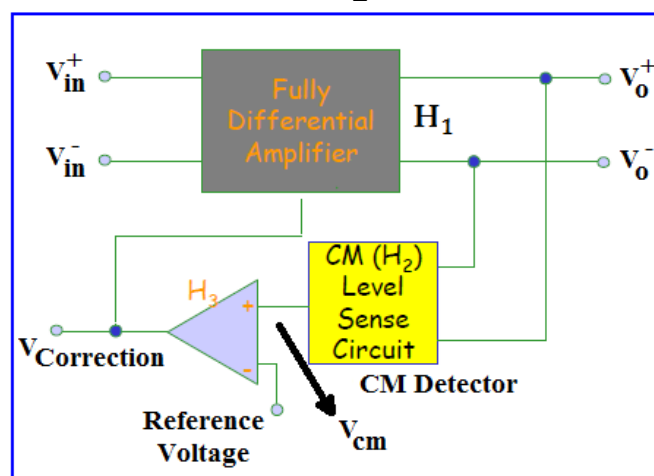 V+in
Fully
Differential
Amplifier
H1
V+o
V-in
V-o
H3
+
-
CM (H2)
Level
Sense
Circuit
VCorrection
CM Detector
Reference
Voltage
Vcm